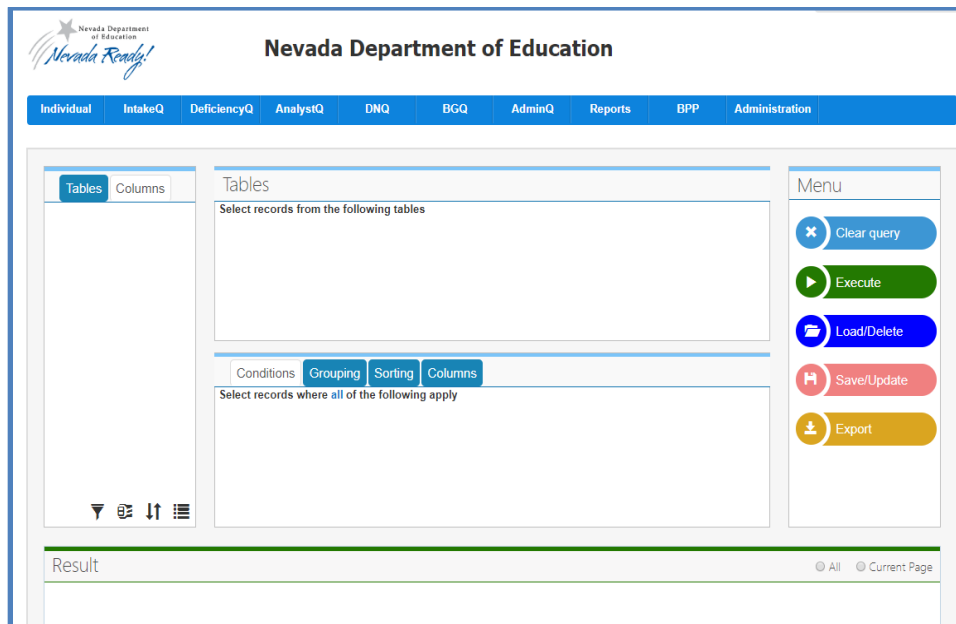 Nevada Department
of Education
Nevada Ready!
Nevada Department of Education
Individual IntakeQ DeficiencyQ AnalystQ DNQ BGQ AdminQ Reports BPP Administration
Tables Columns
Tables
Select records from the following tables
Conditions Grouping Sorting Columns
Select records where all of the following apply
Menu
Clear query
Execute
Load/Delete
Save/Update
Export
Result
All Current Page